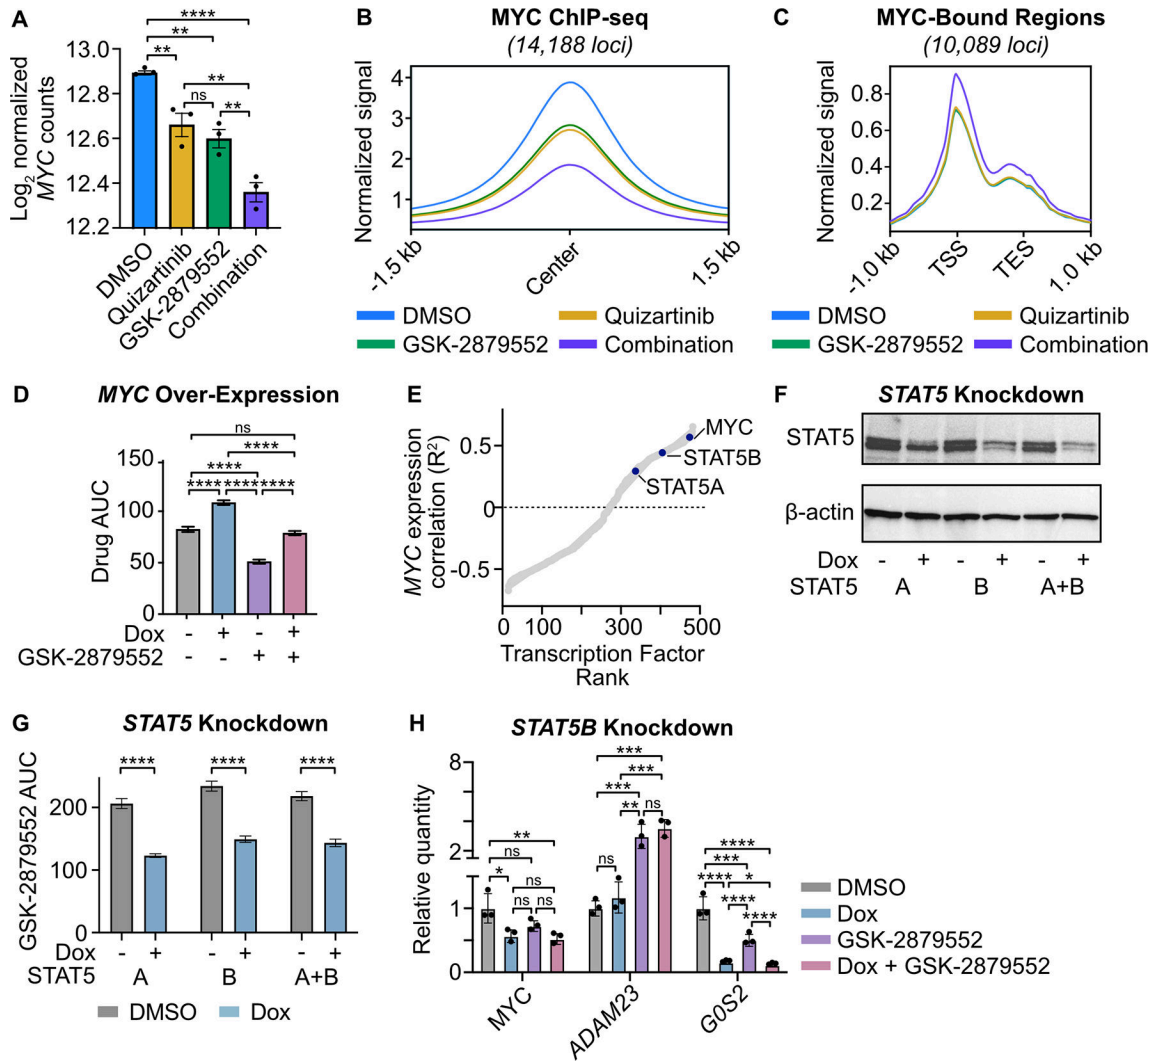 A
****
**
**
**
ns
**
Log2 normalized
MYC counts
13.0
12.8
12.6
12.4
12.2
DMSO
Quizartinib
GSK-2879552
Combination
B
MYC ChIP-seq
(14,188 loci)
Normalized signal
4
3
2
1
-1.5 kb
Center
1.5 kb
DMSO
Quizartinib
GSK-2879552
Combination
C
MYC-Bound Regions
(10,089 loci)
Normalized signal
0.8
0.6
0.4
0.2
-1.0 kb
TSS
TES
1.0 kb
DMSO
Quizartinib
GSK-2879552
Combination
D
MYC Over-Expression
ns
****
****
**** **** ****
Drug AUC
150
100
50
0
Dox - + - +
GSK-2879552 - - + +
E
MYC expression
correlation (R2)
0.5
0
-0.5
MYC
STAT5B
STAT5A
0 100 300 500
Transcription Factor
Rank
F
STAT5 Knockdown
STAT5
β-actin
Dox - + - + - +
STAT5 A B A+B
G
STAT5 Knockdown
**** **** ****
GSK-2879552 AUC
200
100
0
Dox - + - + - +
STAT5 A B A+B
DMSO Dox
H
STAT5B Knockdown
Relative quantity
8
2
1
0
**
ns
* ns
ns ns
***
***
***
** ns
ns
****
***
**** *
****
****
MYC
ADAM23
G0S2
DMSO
Dox
GSK-2879552
Dox + GSK-2879552